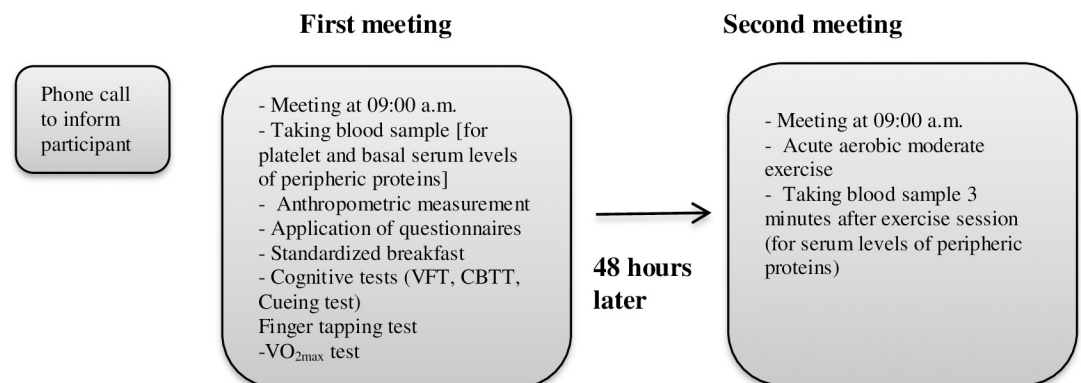 First meeting
Second meeting
Phone call
to inform
participant
- Meeting at 09:00 a.m.
- Taking blood sample [for
platelet and basal serum levels
of peripheric proteins]
- Anthropometric measurement
- Application of questionnaires
- Standardized breakfast
- Cognitive tests (VFT, CBTT,
Cueing test)
Finger tapping test
-VO2max test
48 hours
later
- Meeting at 09:00 a.m.
- Acute aerobic moderate
exercise
- Taking blood sample 3
minutes after exercise session
(for serum levels of peripheric
proteins)